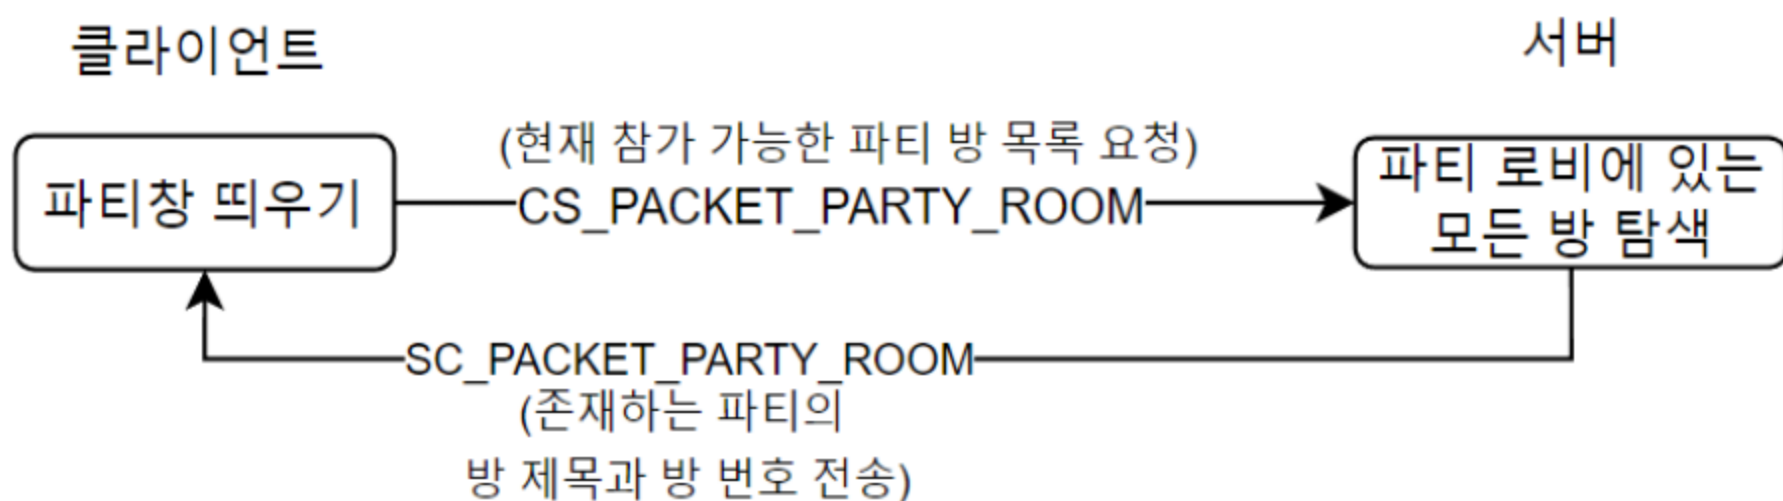 클라이언트
서버
(현재 참가 가능한 파티 방 목록 요청)
파티창 띄우기
CS_PACKET_PARTY_ROOM
파티 로비에 있는
모든 방 탐색
SC_PACKET_PARTY_ROOM
(존재하는 파티의
방 제목과 방 번호 전송)